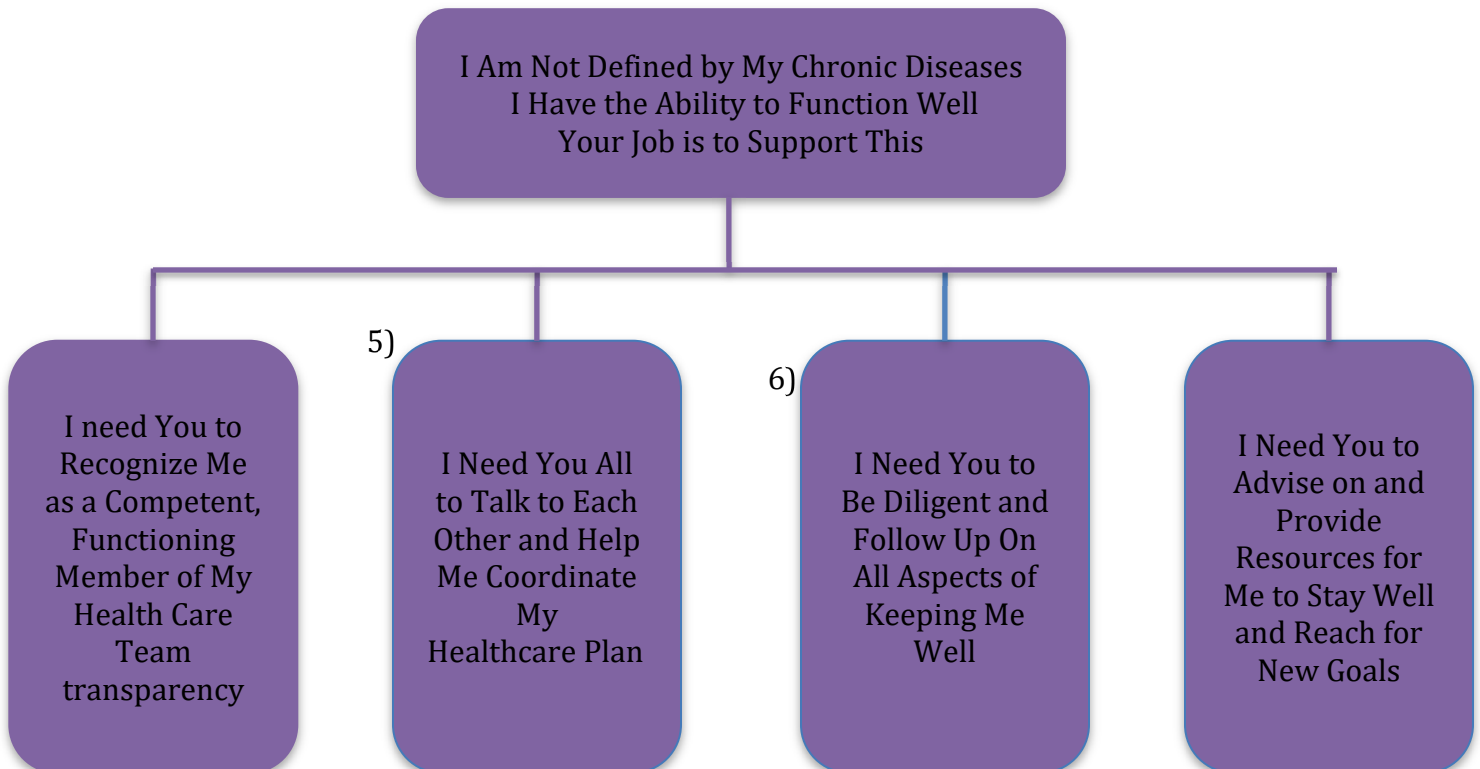 I Am Not Defined by My Chronic Diseases
I Have the Ability to Function Well
Your Job is to Support This
I need You to
Recognize Me
as a Competent,
Functioning
Member of My
Health Care
Team
transparency
5)
I Need You All
to Talk to Each
Other and Help
Me Coordinate
My
Healthcare Plan
6)
I Need You to
Be Diligent and
Follow Up On
All Aspects of
Keeping Me
Well
I Need You to
Advise on and
Provide
Resources for
Me to Stay Well
and Reach for
New Goals